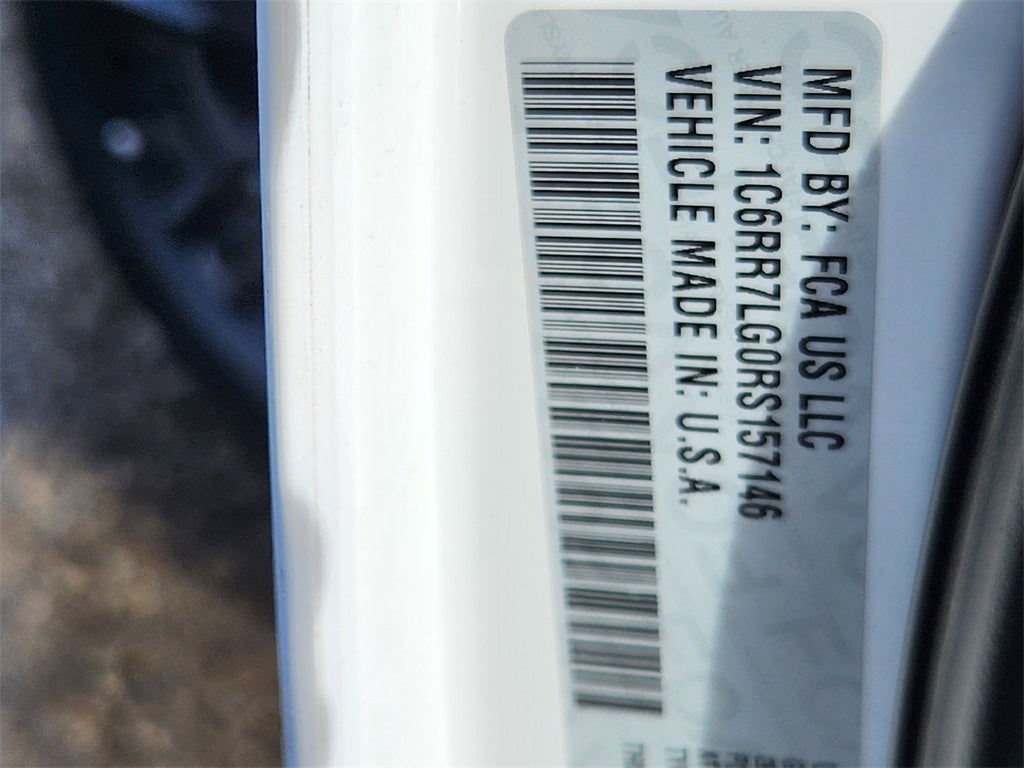 MFD BY: FCA US LLC
VIN: 1C6RR7LG0RS157146
VEHICLE MADE IN: U.S.A.